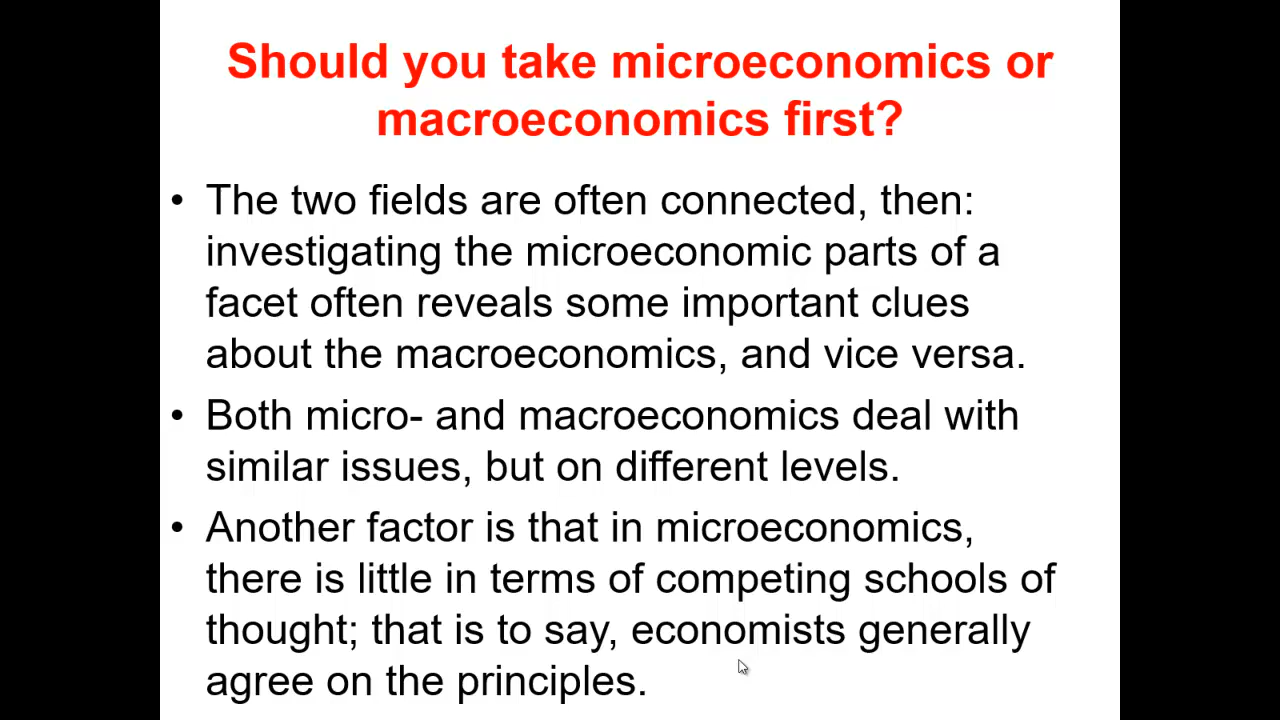 Should you take microeconomics or
macroeconomics first?
• The two fields are often connected, then:
investigating the microeconomic parts of a
facet often reveals some important clues
about the macroeconomics, and vice versa.
• Both micro- and macroeconomics deal with
similar issues, but on different levels.
• Another factor is that in microeconomics,
there is little in terms of competing schools of
thought; that is to say, economists generally
agree on the principles.